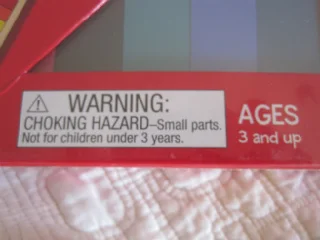 WARNING:
CHOKING HAZARD–Small parts.
Not for children under 3 years.
AGES
3 and up